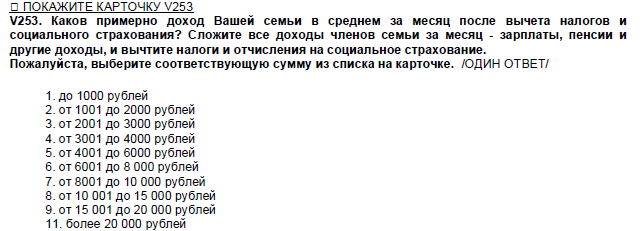 □ ПОКАЖИТЕ КАРТОЧКУ V253
V253. Каков примерно доход Вашей семьи в среднем за месяц после вычета налогов и
социального страхования? Сложите все доходы членов семьи за месяц - зарплаты, пенсии и
другие доходы, и вычтите налоги и отчисления на социальное страхование.
Пожалуйста, выберите соответствующую сумму из списка на карточке. /ОДИН ОТВЕТ/
1. до 1000 рублей
2. от 1001 до 2000 рублей
3. от 2001 до 3000 рублей
4. от 3001 до 4000 рублей
5. от 4001 до 6000 рублей
6. от 6001 до 8 000 рублей
7. от 8001 до 10 000 рублей
8. от 10 001 до 15 000 рублей
9. от 15 001 до 20 000 рублей
11. более 20 000 рублей